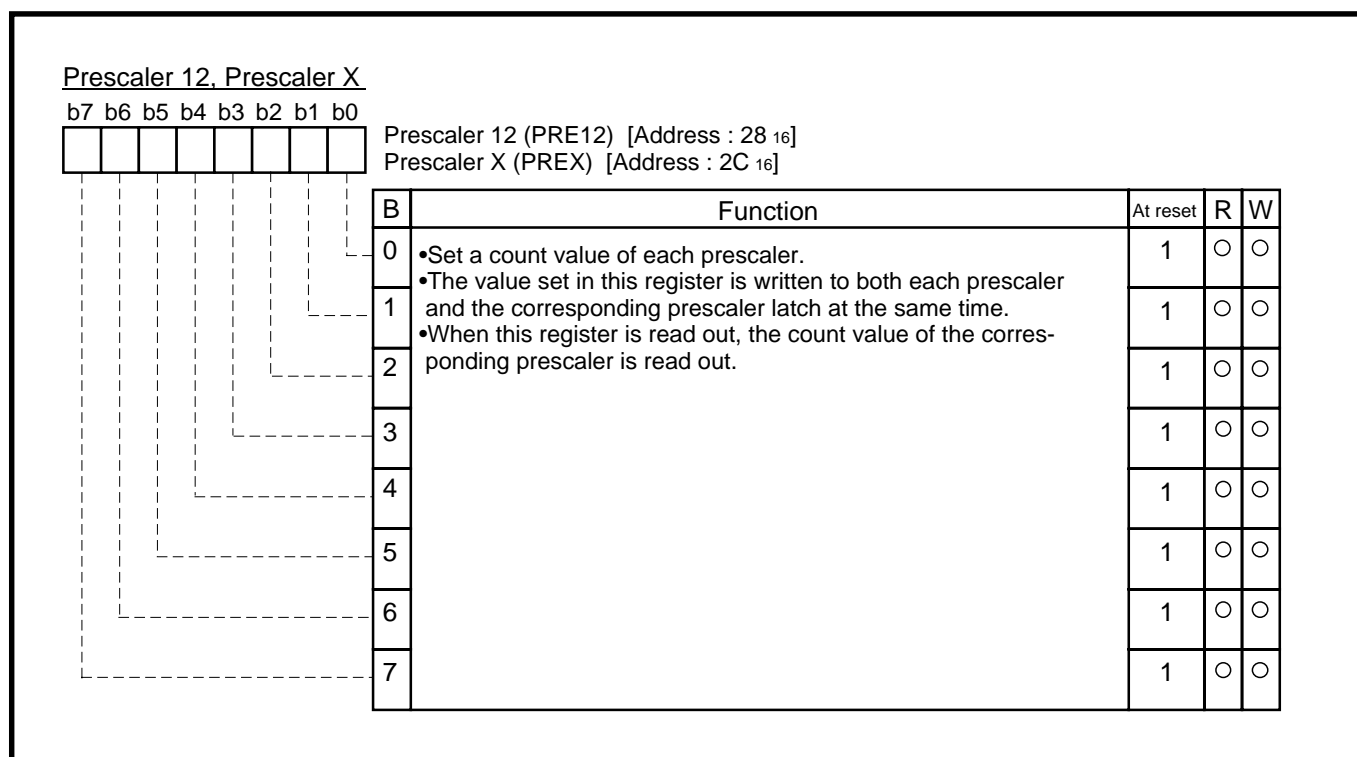 Prescaler 12, Prescaler X
b7 b6 b5 b4 b3 b2 b1 b0
Prescaler 12 (PRE12) [Address : 28 16]
Prescaler X (PREX) [Address : 2C 16]
B Function At reset R W
0 •Set a count value of each prescaler. 1 ○ ○
•The value set in this register is written to both each prescaler
1 and the corresponding prescaler latch at the same time. 1 ○ ○
•When this register is read out, the count value of the corres-
2 ponding prescaler is read out. 1 ○ ○
3 1 ○ ○
4 1 ○ ○
5 1 ○ ○
6 1 ○ ○
7 1 ○ ○